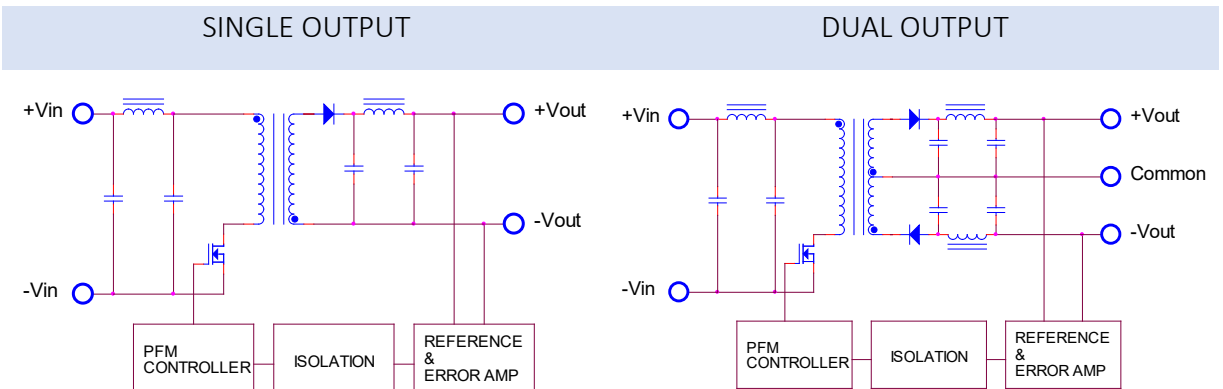 SINGLE OUTPUT
+Vin
+Vout
-Vout
-Vin
PFM
CONTROLLER
ISOLATION
REFERENCE
&
ERROR AMP
DUAL OUTPUT
+Vin
+Vout
Common
-Vout
-Vin
PFM
CONTROLLER
ISOLATION
REFERENCE
&
ERROR AMP